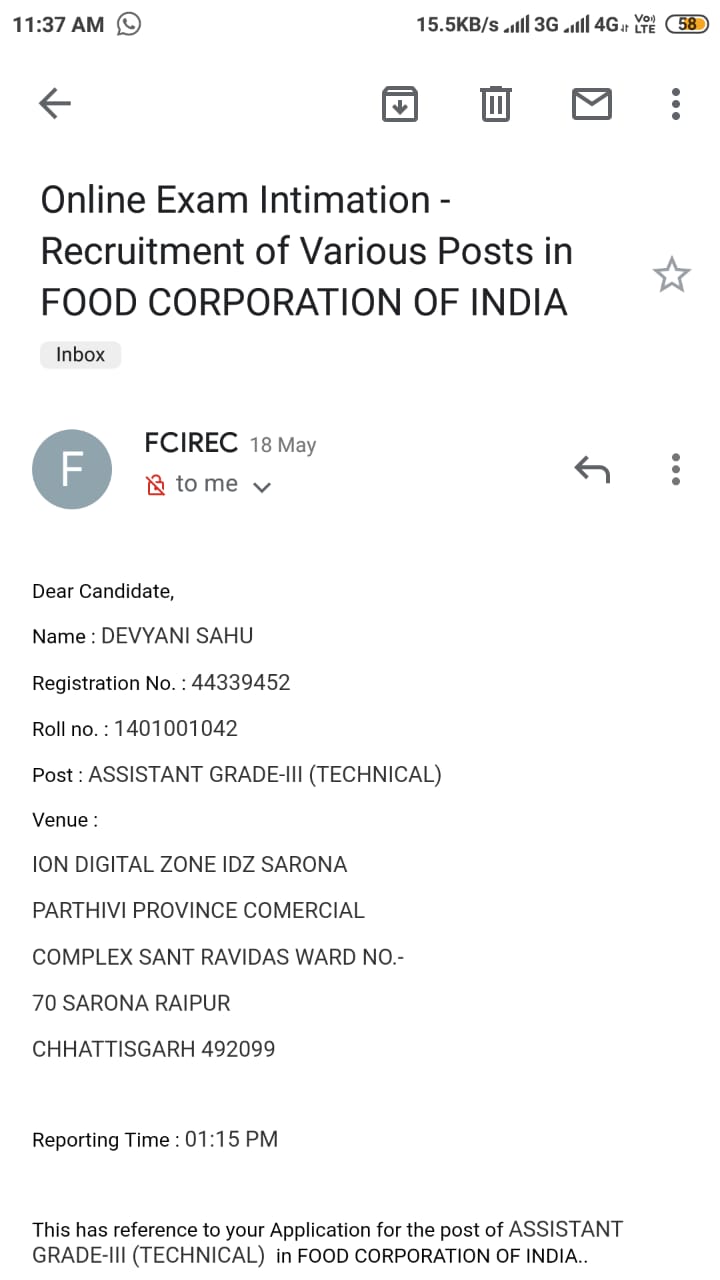 11:37 AM 15.5KB/s 3G 4G Vo)) LTE 58
Online Exam Intimation -
Recruitment of Various Posts in
FOOD CORPORATION OF INDIA
Inbox
F
FCIREC 18 May
to me
Dear Candidate,
Name : DEVYANI SAHU
Registration No. : 44339452
Roll no. : 1401001042
Post : ASSISTANT GRADE-III (TECHNICAL)
Venue :
ION DIGITAL ZONE IDZ SARONA
PARTHIVI PROVINCE COMERCIAL
COMPLEX SANT RAVIDAS WARD NO.-
70 SARONA RAIPUR
CHHATTISGARH 492099
Reporting Time : 01:15 PM
This has reference to your Application for the post of ASSISTANT
GRADE-III (TECHNICAL) in FOOD CORPORATION OF INDIA..